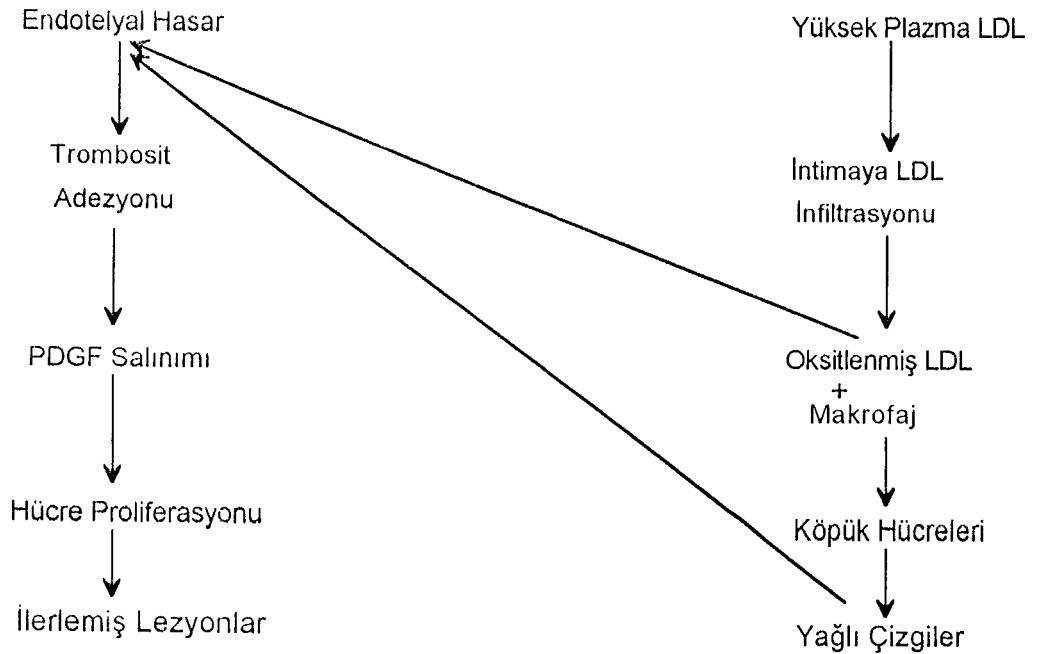 Endotelyal Hasar
Trombosit
Adezyonu
PDGF Salınımı
Hücre Proliferasyonu
İlerlemiş Lezyonlar
Yüksek Plazma LDL
İntimaya LDL
İnfiltrasyonu
Oksitlenmiş LDL
+
Makrofaj
Köpük Hücreleri
Yağlı Çizgiler